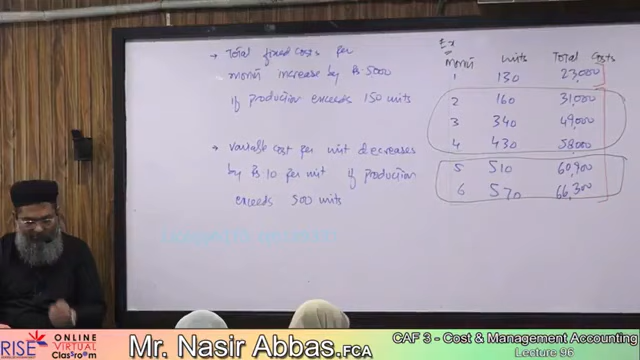 → Total fixed costs per
month increase by Rs 5000
if production exceeds 150 units
→ Variable cost per unit decreases
by Rs 10 per unit if production
exceeds 500 units
Ex
Month units Total Costs
1 130 23,000
2 160 31,000
3 340 49,000
4 430 58,000
5 510 60,900
6 570 66,300
RISE ONLINE
VIRTUAL
Classroom
Mr. Nasir Abbas.FCA
CAF 3 - Cost & Management Accounting
Lecture 96